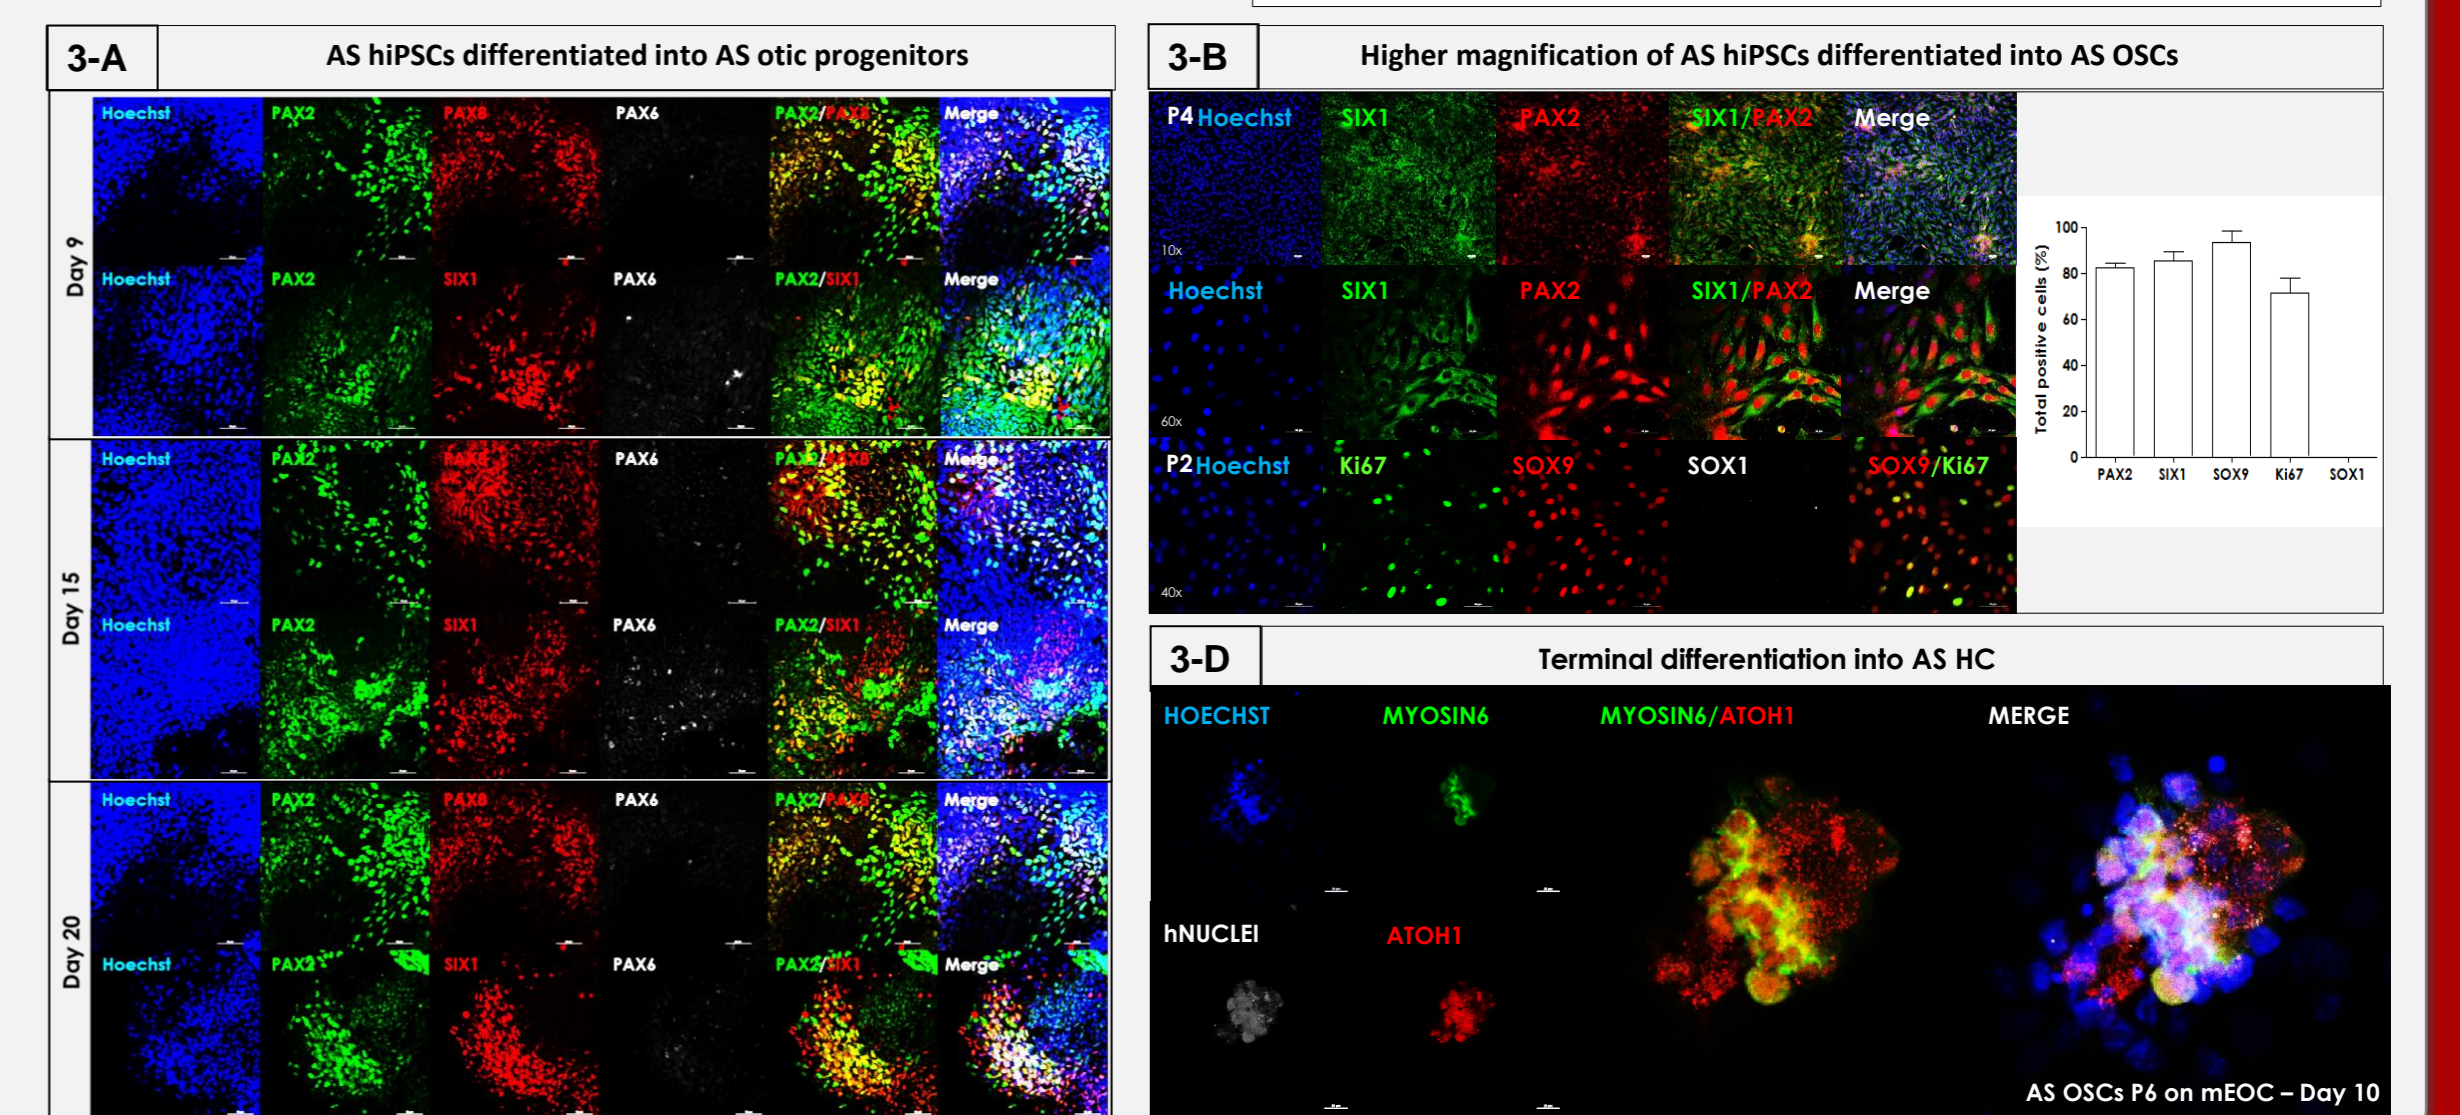 3-A
AS hiPSCs differentiated into AS otic progenitors
Day 9
Hoechst PAX2 PAX8 PAX6 PAX2/PAX8 Merge
Hoechst PAX2 SIX1 PAX6 PAX2/SIX1 Merge
Day 15
Hoechst PAX2 PAX8 PAX6 PAX2/PAX8 Merge
Hoechst PAX2 SIX1 PAX6 PAX2/SIX1 Merge
Day 20
Hoechst PAX2 PAX8 PAX6 PAX2/PAX8 Merge
Hoechst PAX2 SIX1 PAX6 PAX2/SIX1 Merge
3-B
Higher magnification of AS hiPSCs differentiated into AS OSCs
P4 Hoechst SIX1 PAX2 SIX1/PAX2 Merge
10x
Hoechst SIX1 PAX2 SIX1/PAX2 Merge
60x
P2 Hoechst Ki67 SOX9 SOX1 SOX9/Ki67
40x
Total positive cells (%)
100
80
60
40
20
0
PAX2 SIX1 SOX9 Ki67 SOX1
3-D
Terminal differentiation into AS HC
HOECHST MYOSIN6 MYOSIN6/ATOH1 MERGE
hNUCLEI ATOH1
AS OSCs P6 on mEOC – Day 10